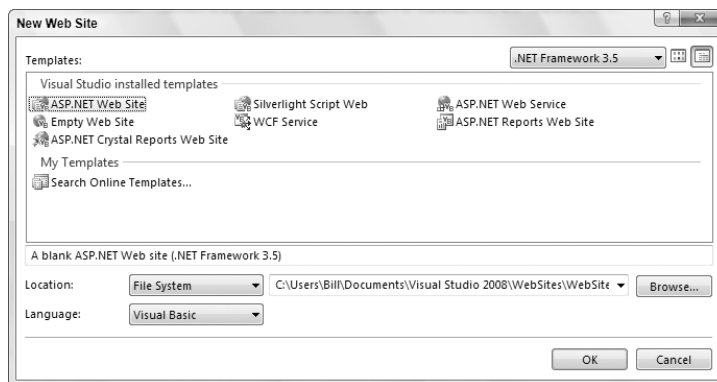 New Web Site
Templates:
.NET Framework 3.5
Visual Studio installed templates
ASP.NET Web Site
Silverlight Script Web
ASP.NET Web Service
Empty Web Site
WCF Service
ASP.NET Reports Web Site
ASP.NET Crystal Reports Web Site
My Templates
Search Online Templates...
A blank ASP.NET Web site (.NET Framework 3.5)
Location:
File System
C:\Users\Bill\Documents\Visual Studio 2008\WebSites\WebSite
Browse...
Language:
Visual Basic
OK
Cancel